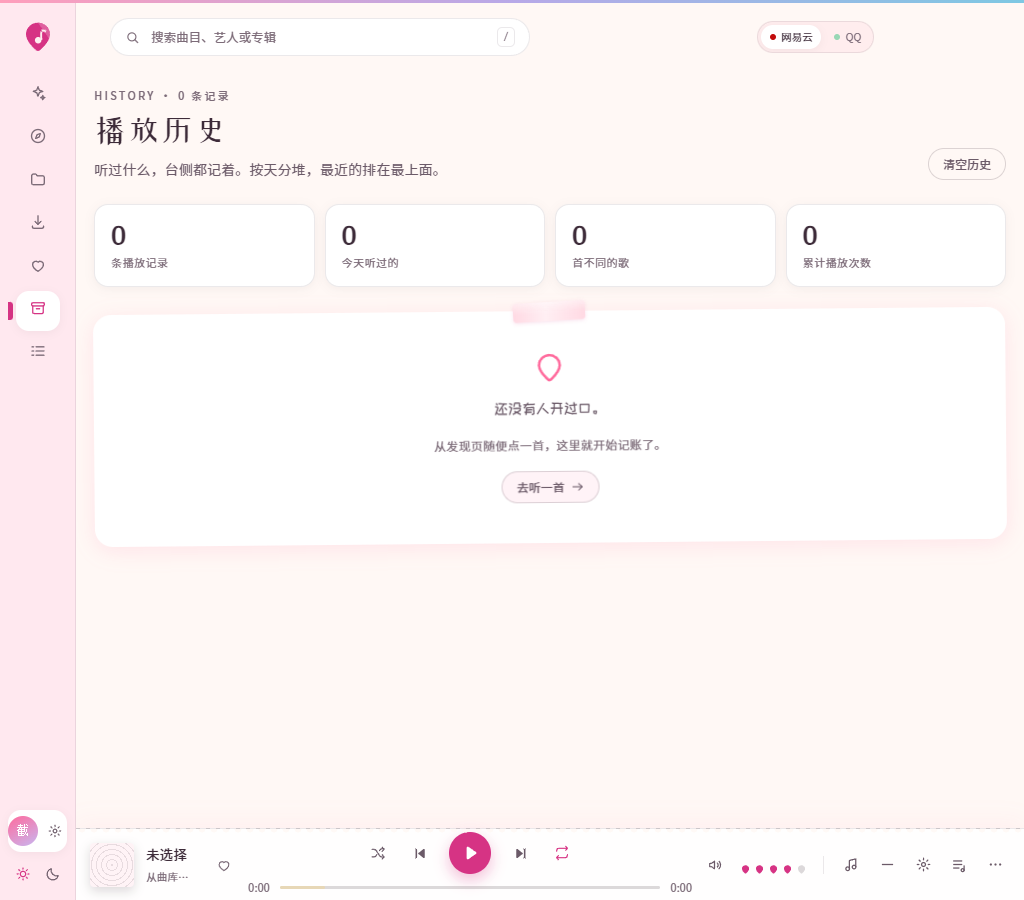 搜索曲目、艺人或专辑
/
网易云
QQ
HISTORY · 0 条记录
播放历史
听过什么，台侧都记着。按天分堆，最近的排在最上面。
清空历史
0
条播放记录
0
今天听过的
0
首不同的歌
0
累计播放次数
还没有人开过口。
从发现页随便点一首，这里就开始记账了。
去听一首
截
未选择
从曲库…
0:00
0:00